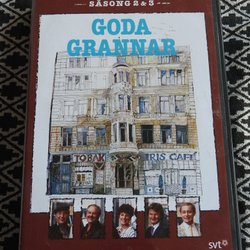 SÄSONG 2 & 3
GODA
GRANNAR
TOBAK
IRIS CAFÉ
svt